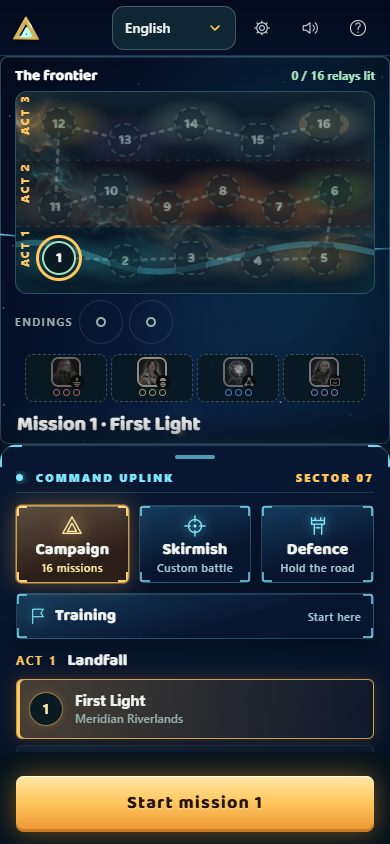 English
The frontier
0 / 16 relays lit
ACT 3
12
13
14
15
16
ACT 2
11
10
9
8
7
6
ACT 1
1
2
3
4
5
ENDINGS
Mission 1 · First Light
COMMAND UPLINK
SECTOR 07
Campaign
16 missions
Skirmish
Custom battle
Defence
Hold the road
Training
Start here
ACT 1 Landfall
1
First Light
Meridian Riverlands
Start mission 1